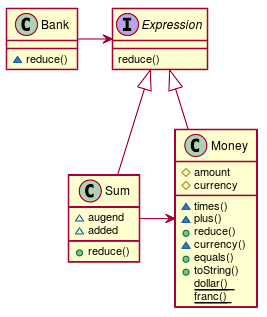 C Bank
reduce()
I Expression
reduce()
C Sum
augend
added
reduce()
C Money
amount
currency
times()
plus()
reduce()
currency()
equals()
toString()
dollar()
franc()